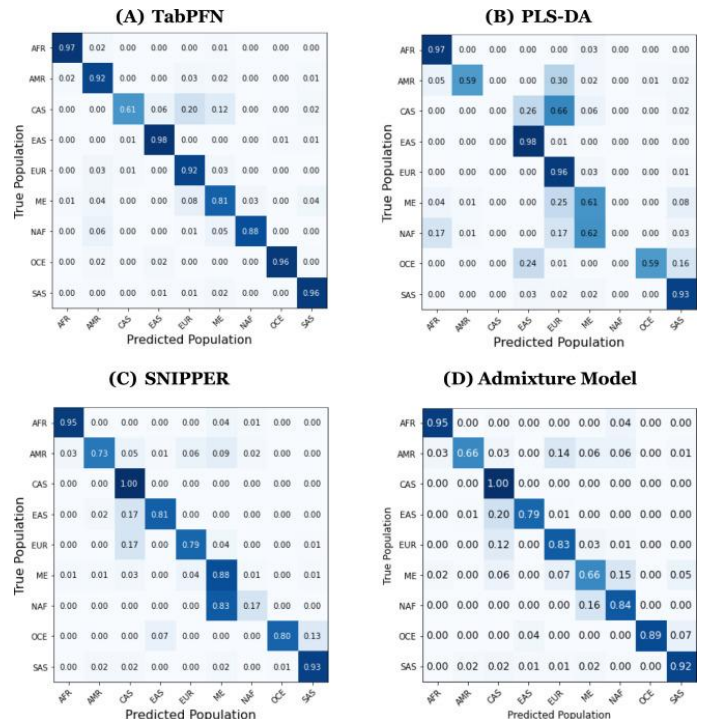 (A) TabPFN
True Population
AFR 0.97 0.02 0.00 0.00 0.00 0.01 0.00 0.00 0.00
AMR 0.02 0.92 0.00 0.00 0.03 0.02 0.00 0.00 0.01
CAS 0.00 0.00 0.61 0.06 0.20 0.12 0.00 0.00 0.02
EAS 0.00 0.00 0.01 0.98 0.00 0.00 0.00 0.01 0.01
EUR 0.00 0.03 0.01 0.00 0.92 0.03 0.00 0.00 0.00
ME 0.01 0.04 0.00 0.00 0.08 0.81 0.03 0.00 0.04
NAF 0.00 0.06 0.00 0.00 0.01 0.05 0.88 0.00 0.00
OCE 0.00 0.02 0.00 0.02 0.00 0.00 0.00 0.96 0.00
SAS 0.01 0.02 0.00 0.00 0.00 0.01 0.00 0.00 0.96
AFR AMR CAS EAS EUR ME NAF OCE SAS
Predicted Population
(B) PLS-DA
True Population
AFR 0.97 0.00 0.00 0.00 0.00 0.03 0.00 0.00 0.00
AMR 0.05 0.59 0.00 0.00 0.30 0.02 0.00 0.01 0.02
CAS 0.00 0.00 0.00 0.26 0.66 0.06 0.00 0.00 0.02
EAS 0.00 0.00 0.00 0.98 0.01 0.00 0.00 0.00 0.00
EUR 0.00 0.00 0.00 0.00 0.96 0.03 0.00 0.00 0.01
ME 0.04 0.01 0.00 0.00 0.25 0.61 0.00 0.00 0.08
NAF 0.17 0.01 0.00 0.00 0.17 0.62 0.00 0.00 0.03
OCE 0.00 0.00 0.00 0.24 0.01 0.00 0.00 0.59 0.16
SAS 0.00 0.00 0.00 0.03 0.02 0.02 0.00 0.00 0.93
AFR AMR CAS EAS EUR ME NAF OCE SAS
Predicted Population
(C) SNIPPER
True Population
AFR 0.95 0.00 0.00 0.00 0.00 0.04 0.01 0.00 0.00
AMR 0.03 0.73 0.05 0.01 0.06 0.09 0.02 0.00 0.01
CAS 0.00 0.00 1.00 0.00 0.00 0.00 0.00 0.00 0.00
EAS 0.00 0.02 0.17 0.81 0.00 0.00 0.00 0.00 0.00
EUR 0.00 0.00 0.17 0.00 0.79 0.04 0.00 0.00 0.01
ME 0.01 0.01 0.03 0.00 0.04 0.88 0.01 0.00 0.01
NAF 0.00 0.00 0.00 0.00 0.00 0.83 0.17 0.00 0.00
OCE 0.00 0.00 0.00 0.07 0.00 0.00 0.00 0.80 0.13
SAS 0.00 0.02 0.02 0.00 0.00 0.02 0.00 0.01 0.93
AFR AMR CAS EAS EUR ME NAF OCE SAS
Predicted Population
(D) Admixture Model
True Population
AFR 0.95 0.00 0.00 0.00 0.00 0.00 0.04 0.00 0.00
AMR 0.03 0.66 0.03 0.00 0.14 0.06 0.06 0.00 0.01
CAS 0.00 0.00 1.00 0.00 0.00 0.00 0.00 0.00 0.00
EAS 0.00 0.01 0.20 0.79 0.01 0.00 0.00 0.00 0.00
EUR 0.00 0.00 0.12 0.00 0.83 0.03 0.01 0.00 0.00
ME 0.02 0.00 0.06 0.00 0.07 0.66 0.15 0.00 0.05
NAF 0.00 0.00 0.00 0.00 0.00 0.16 0.84 0.00 0.00
OCE 0.00 0.00 0.00 0.04 0.00 0.00 0.00 0.89 0.07
SAS 0.00 0.02 0.02 0.01 0.01 0.02 0.00 0.00 0.92
AFR AMR CAS EAS EUR ME NAF OCE SAS
Predicted Population